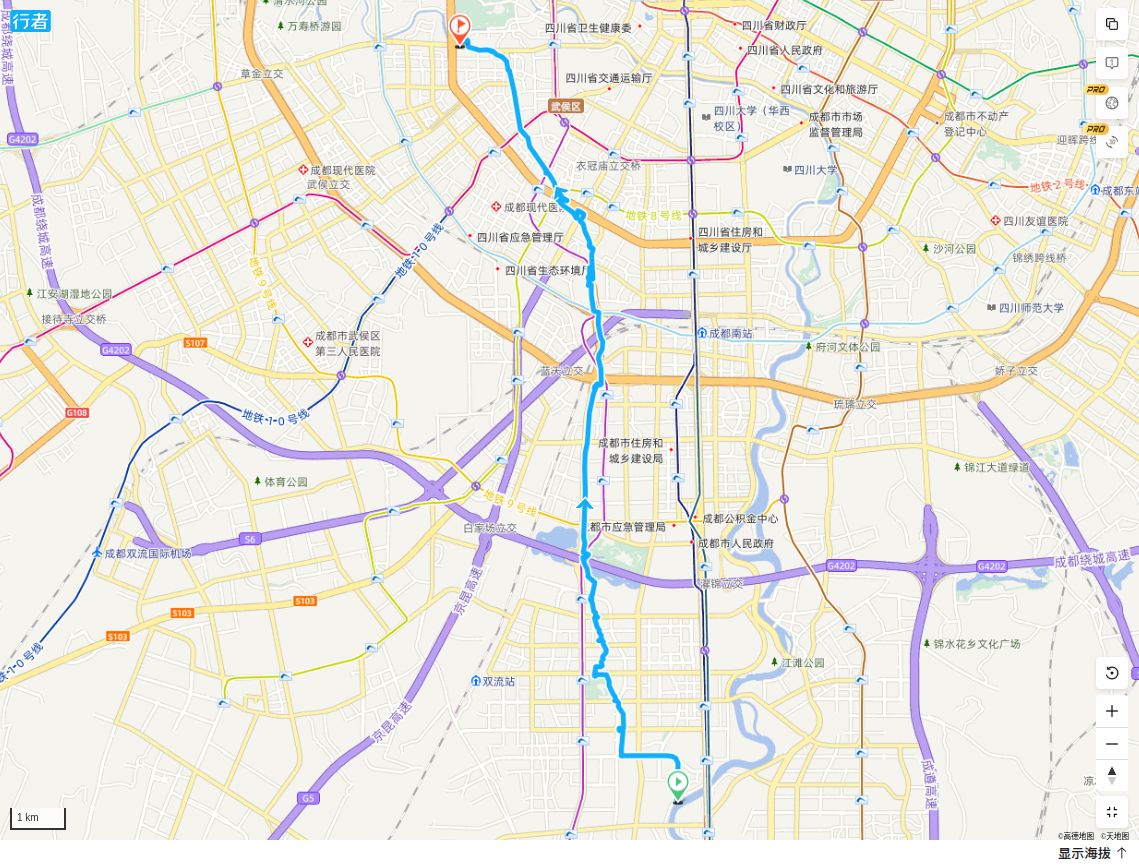 行者
清水河公园
万寿桥游园
四川省卫生健康委
四川省财政厅
四川省人民政府
草金立交
四川省交通运输厅
四川省文化和旅游厅
PRO
武侯区
四川大学（华西
校区）
成都市市场
监督管理局
成都市不动产
登记中心
PRO
成都绕城高速
G4202
迎晖跨线
衣冠庙立交桥
四川大学
成都现代医院
武侯立交
地铁2号线
成都东站
成都现代医院
地铁8号线
四川友谊医院
四川省应急管理厅
四川省住房和
城乡建设厅
沙河公园
锦绣跨线桥
地铁10号线
成都绕城高速
四川省生态环境厅
地铁9号线
江安湖湿地公园
接待寺立交桥
四川师范大学
成都市武侯区
第三人民医院
S107
成都南站
府河文体公园
G4202
蓝天立交
娇子立交
琉璃立交
G108
地铁10号线
成都市住房和
城乡建设局
锦江大道绿道
体育公园
地铁9号线
成都公积金中心
白家场立交
成都市应急管理局
S6
成都市人民政府
成都双流国际机场
G4202
G4202
成都绕城高速
濯锦立交
京昆高速
S103
S103
S103
锦水花乡文化广场
地铁10号线
江滩公园
双流站
京昆高速
成遵高速
G5
1 km
©高德地图 ©天地图
显示海拔 ↑